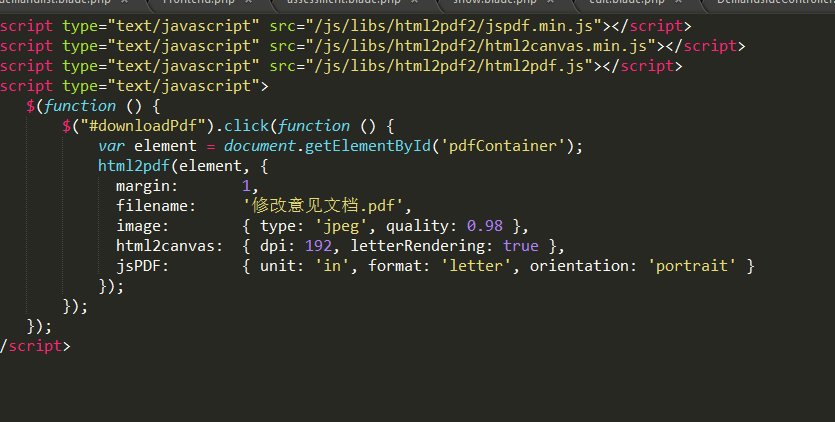 demandlist.blade.php × Frontend.php × assessment.blade.php × show.blade.php × edit.blade.php × DemandsideController.
script type="text/javascript" src="/js/libs/html2pdf2/jspdf.min.js"></script>
script type="text/javascript" src="/js/libs/html2pdf2/html2canvas.min.js"></script>
script type="text/javascript" src="/js/libs/html2pdf2/html2pdf.js"></script>
script type="text/javascript">
$(function () {
$("#downloadPdf").click(function () {
var element = document.getElementById('pdfContainer');
html2pdf(element, {
margin: 1,
filename: '修改意见文档.pdf',
image: { type: 'jpeg', quality: 0.98 },
html2canvas: { dpi: 192, letterRendering: true },
jsPDF: { unit: 'in', format: 'letter', orientation: 'portrait' }
});
});
});
/script>